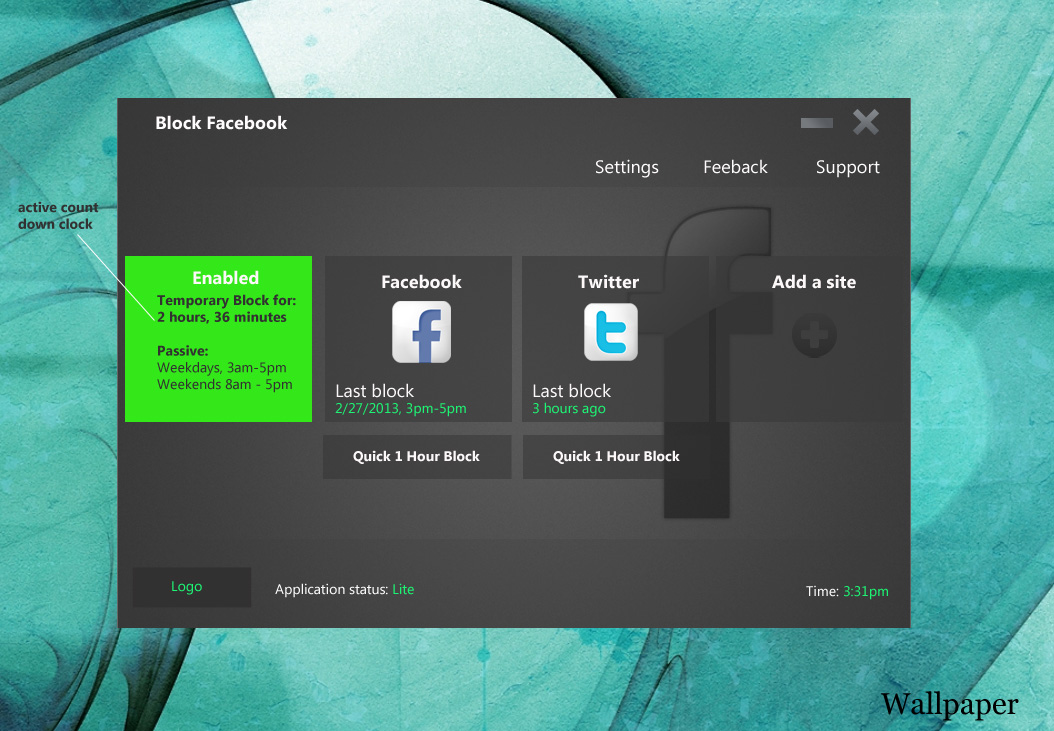 Block Facebook
Settings Feeback Support
active count
down clock
Enabled
Temporary Block for:
2 hours, 36 minutes
Passive:
Weekdays, 3am-5pm
Weekends 8am - 5pm
Facebook
Last block
2/27/2013, 3pm-5pm
Quick 1 Hour Block
Twitter
Last block
3 hours ago
Quick 1 Hour Block
Add a site
Logo
Application status: Lite
Time: 3:31pm
Wallpaper